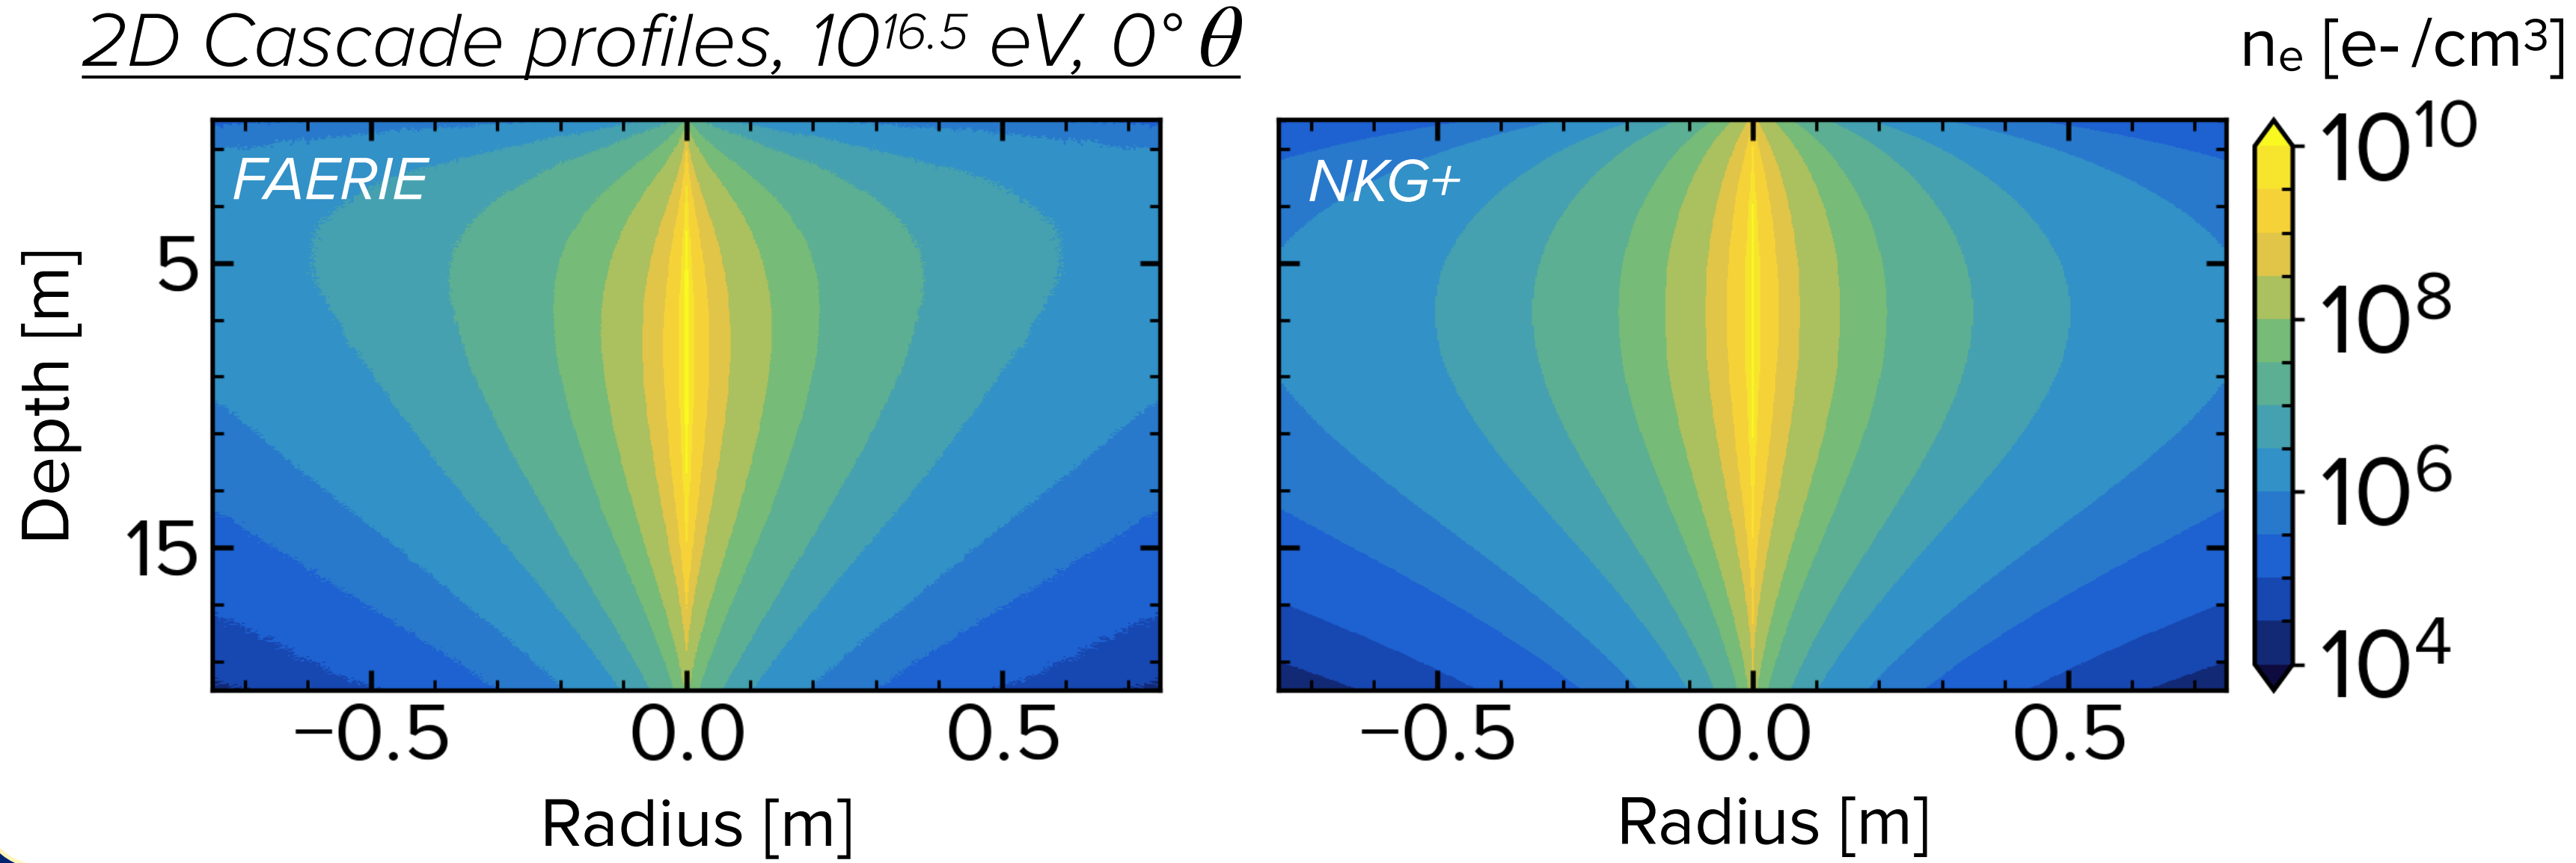 2D Cascade profiles, 10^16.5 eV, 0° θ
nₑ [e- /cm³]
FAERIE
NKG+
Depth [m]
5
15
−0.5 0.0 0.5
−0.5 0.0 0.5
Radius [m]
Radius [m]
10^10
10^8
10^6
10^4